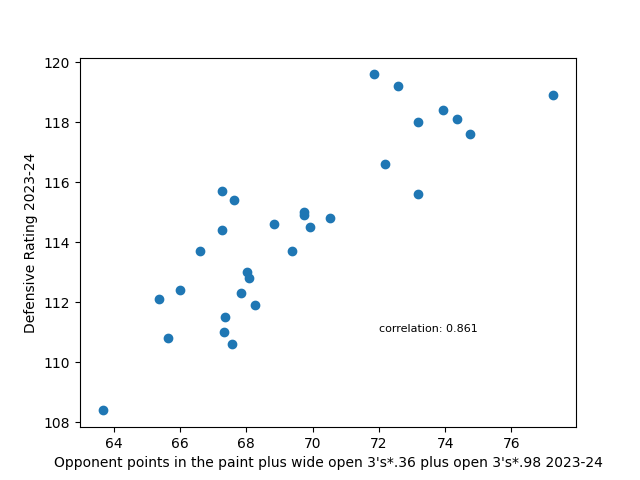 120
118
116
114
112
110
108
Defensive Rating 2023-24
correlation: 0.861
64 66 68 70 72 74 76
Opponent points in the paint plus wide open 3's*.36 plus open 3's*.98 2023-24